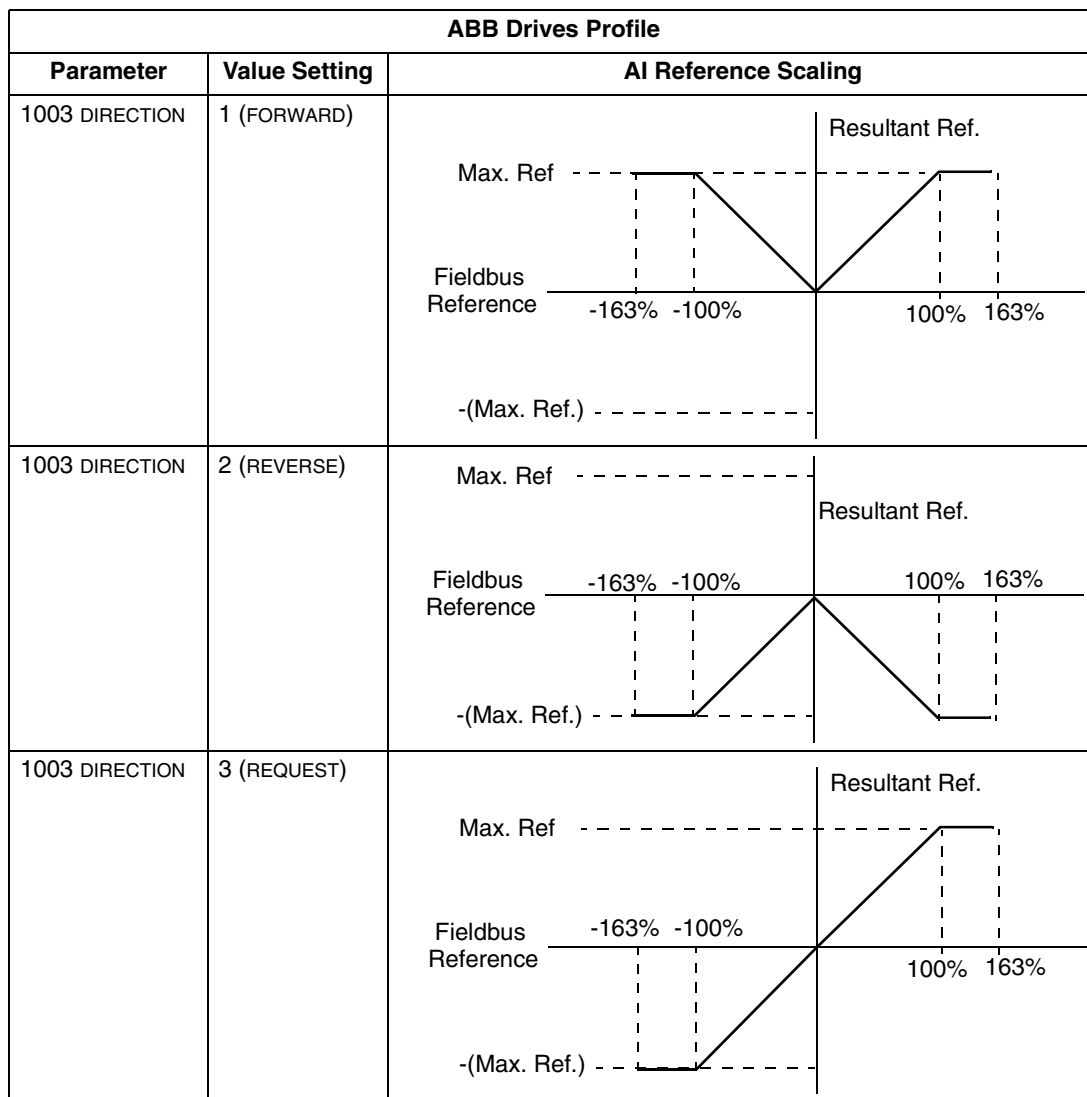 ABB Drives Profile
Parameter Value Setting AI Reference Scaling
1003 DIRECTION 1 (FORWARD)
Resultant Ref.
Max. Ref
Fieldbus
Reference
-163% -100%
100% 163%
-(Max. Ref.)
1003 DIRECTION 2 (REVERSE)
Max. Ref
Resultant Ref.
Fieldbus
Reference
-163% -100%
100% 163%
-(Max. Ref.)
1003 DIRECTION 3 (REQUEST)
Resultant Ref.
Max. Ref
Fieldbus
Reference
-163% -100%
100% 163%
-(Max. Ref.)